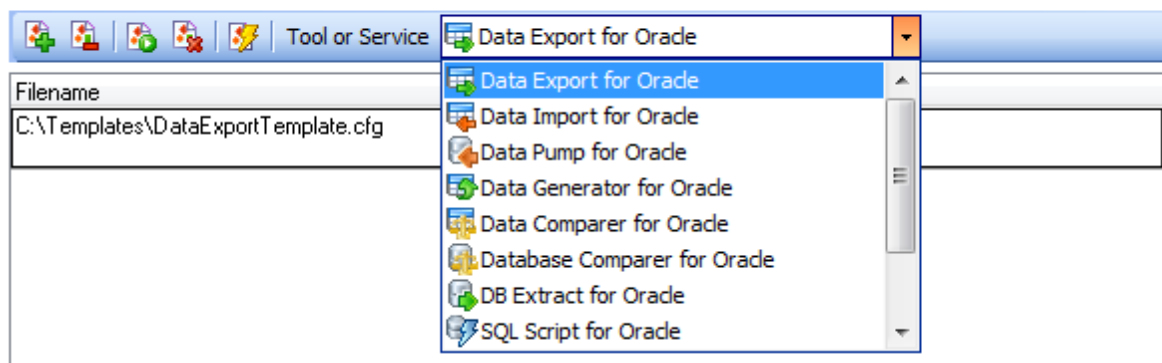 Tool or Service Data Export for Oracle
Filename
C:\Templates\DataExportTemplate.cfg
Data Export for Oracle
Data Import for Oracle
Data Pump for Oracle
Data Generator for Oracle
Data Comparer for Oracle
Database Comparer for Oracle
DB Extract for Oracle
SQL Script for Oracle